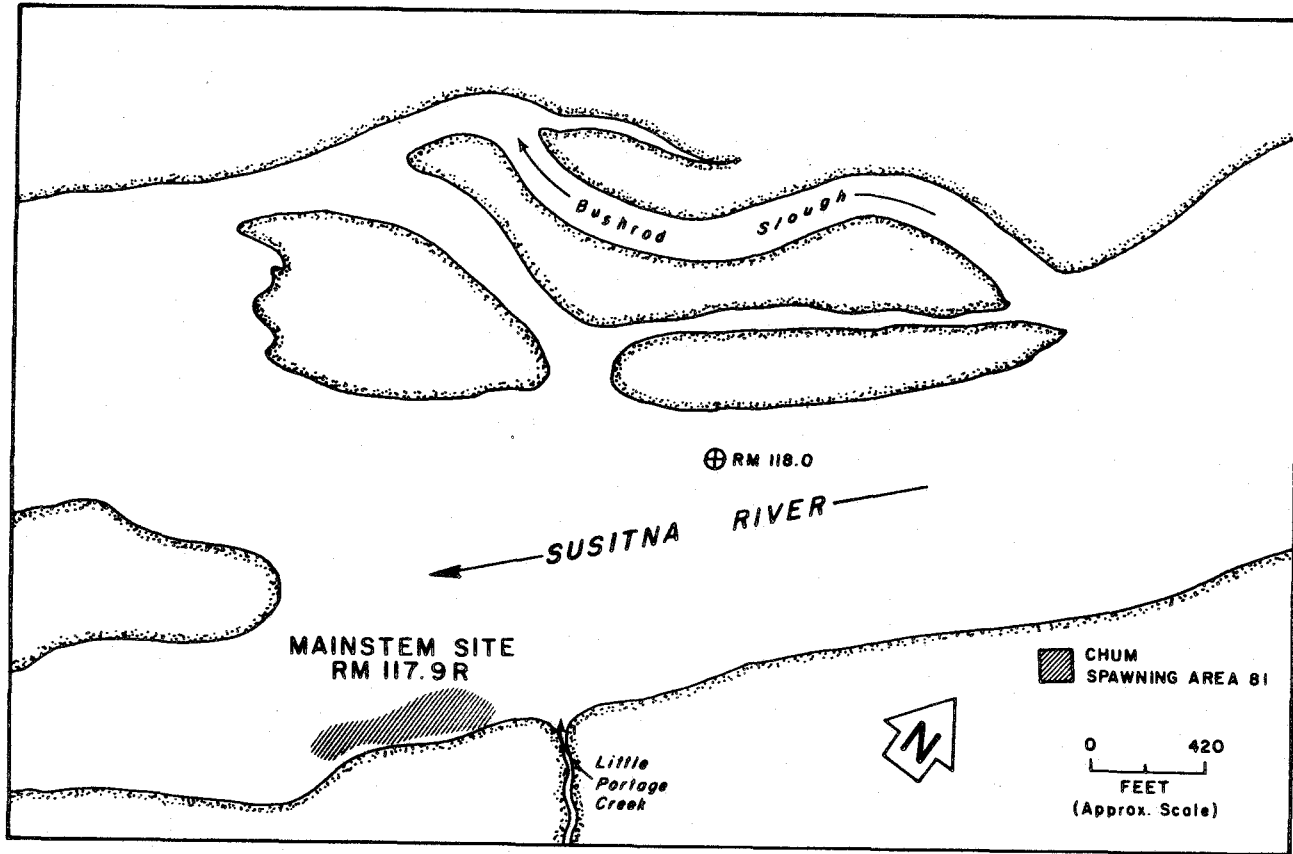 Bushrod Slough
⊕ RM 118.0
SUSITNA RIVER
MAINSTEM SITE
RM 117.9R
CHUM
SPAWNING AREA 81
N
Little
Portage
Creek
0 420
FEET
(Approx. Scale)